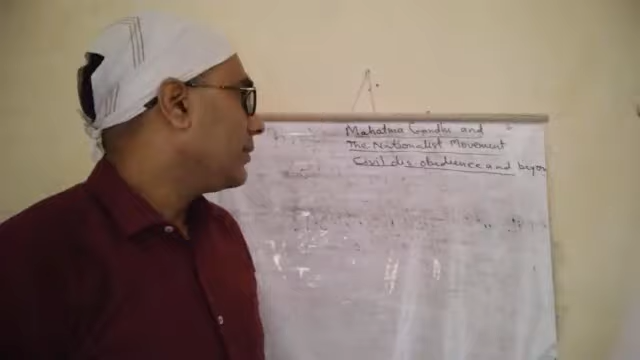 Mahatma Gandhi and
The Nationalist Movement
Civil dis obedience and beyon